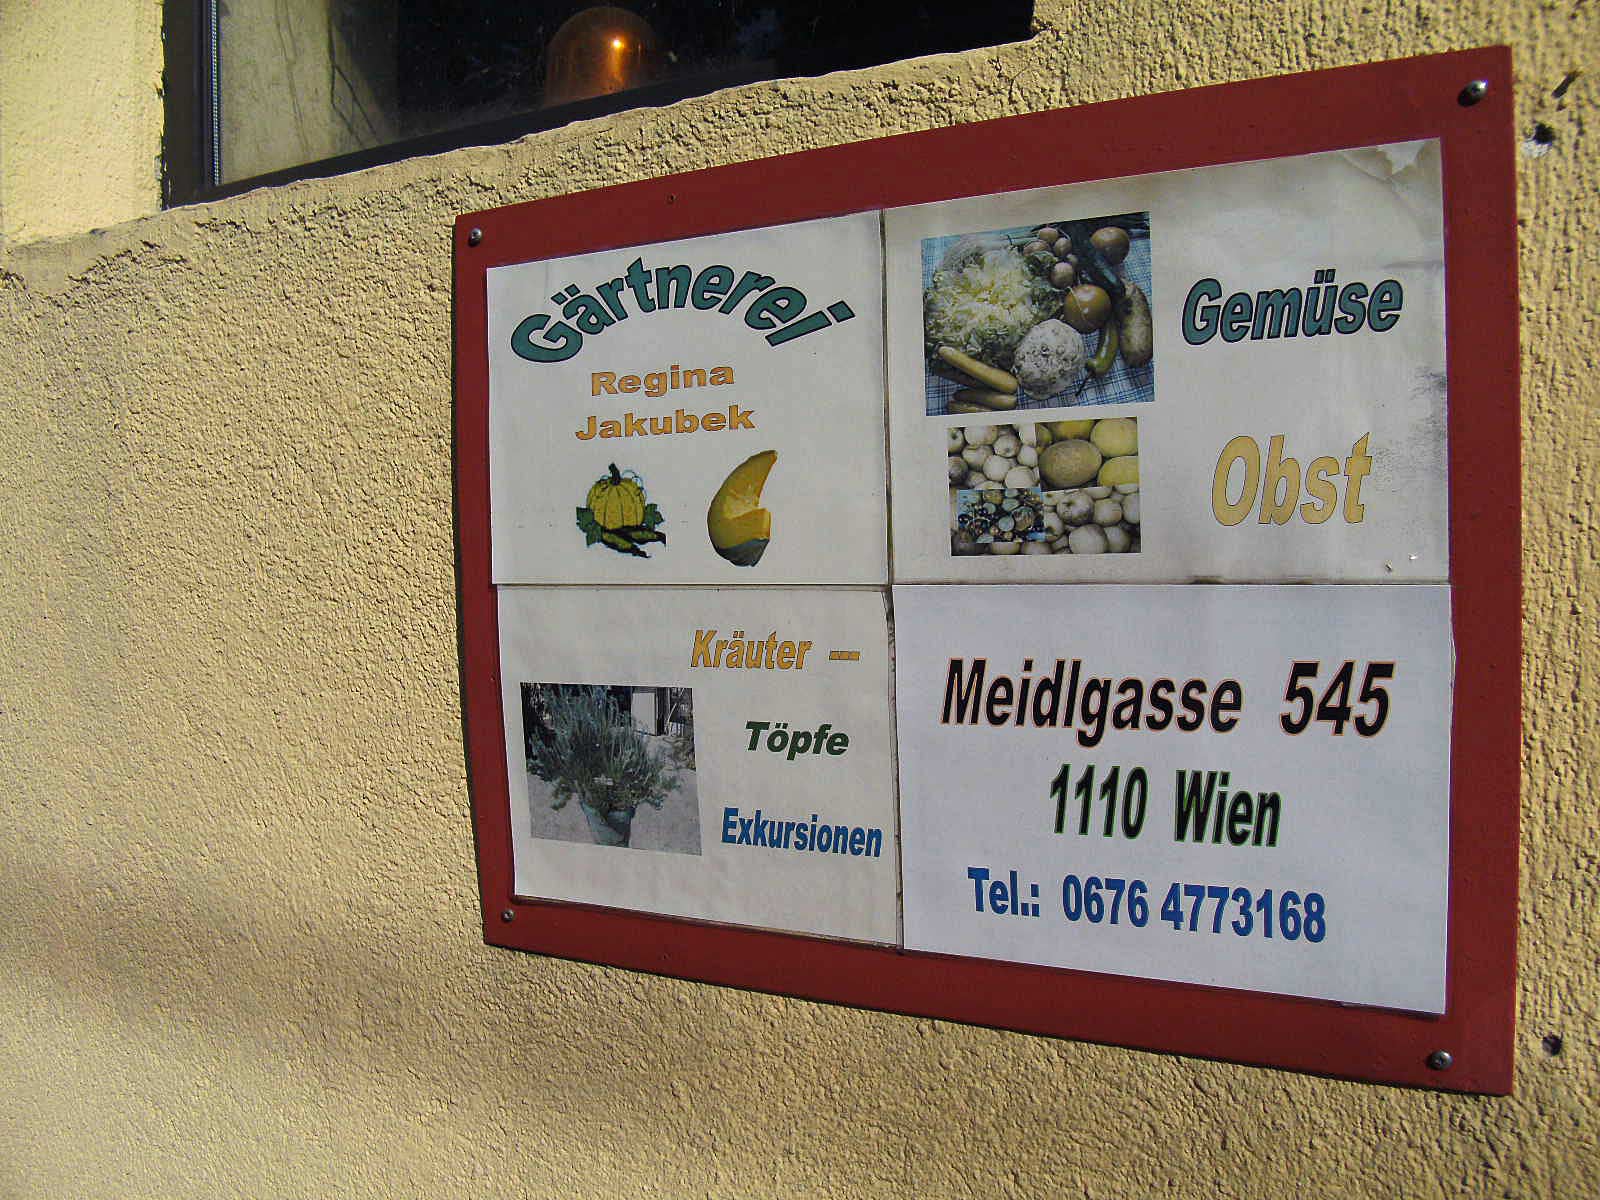 Gärtnerei
Regina
Jakubek
Gemüse
Obst
Kräuter –
Töpfe
Exkursionen
Meidlgasse 545
1110 Wien
Tel.: 0676 4773168